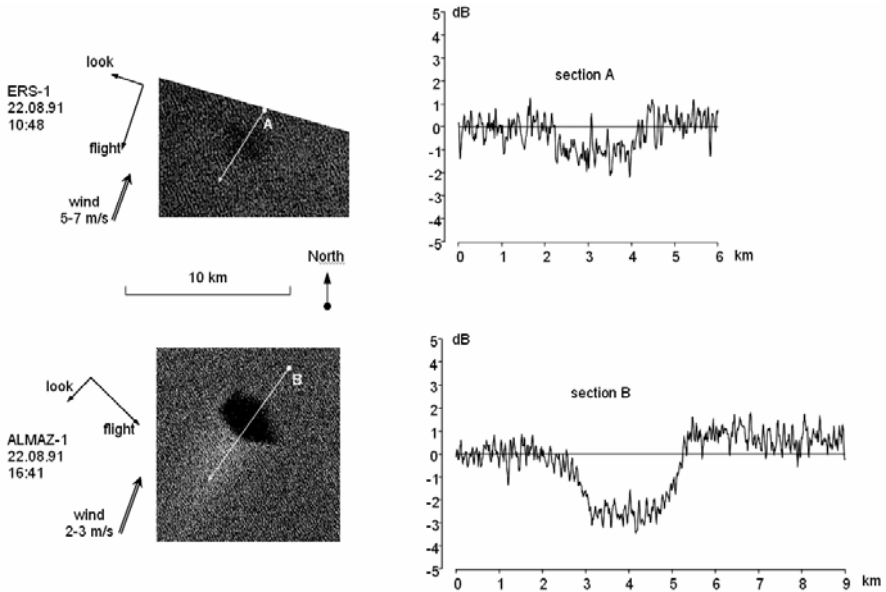 look
ERS-1
22.08.91
10:48
flight
wind
5-7 m/s
A
dB
section A
5
4
3
2
1
0
-1
-2
-3
-4
-5
0 1 2 3 4 5 6 km
North
10 km
look
flight
ALMAZ-1
22.08.91
16:41
wind
2-3 m/s
B
dB
section B
5
4
3
2
1
0
-1
-2
-3
-4
-5
0 1 2 3 4 5 6 7 8 9 km